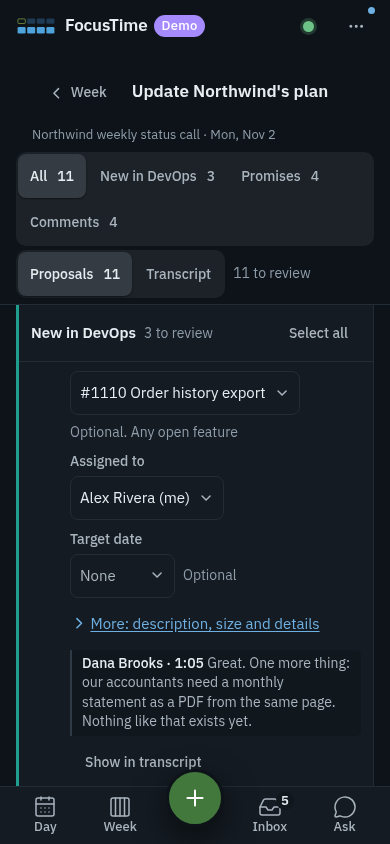 FocusTime Demo
Week Update Northwind's plan
Northwind weekly status call · Mon, Nov 2
All 11 New in DevOps 3 Promises 4
Comments 4
Proposals 11 Transcript 11 to review
New in DevOps 3 to review Select all
#1110 Order history export
Optional. Any open feature
Assigned to
Alex Rivera (me)
Target date
None Optional
More: description, size and details
Dana Brooks · 1:05 Great. One more thing:
our accountants need a monthly
statement as a PDF from the same page.
Nothing like that exists yet.
Show in transcript
Day Week Inbox 5 Ask